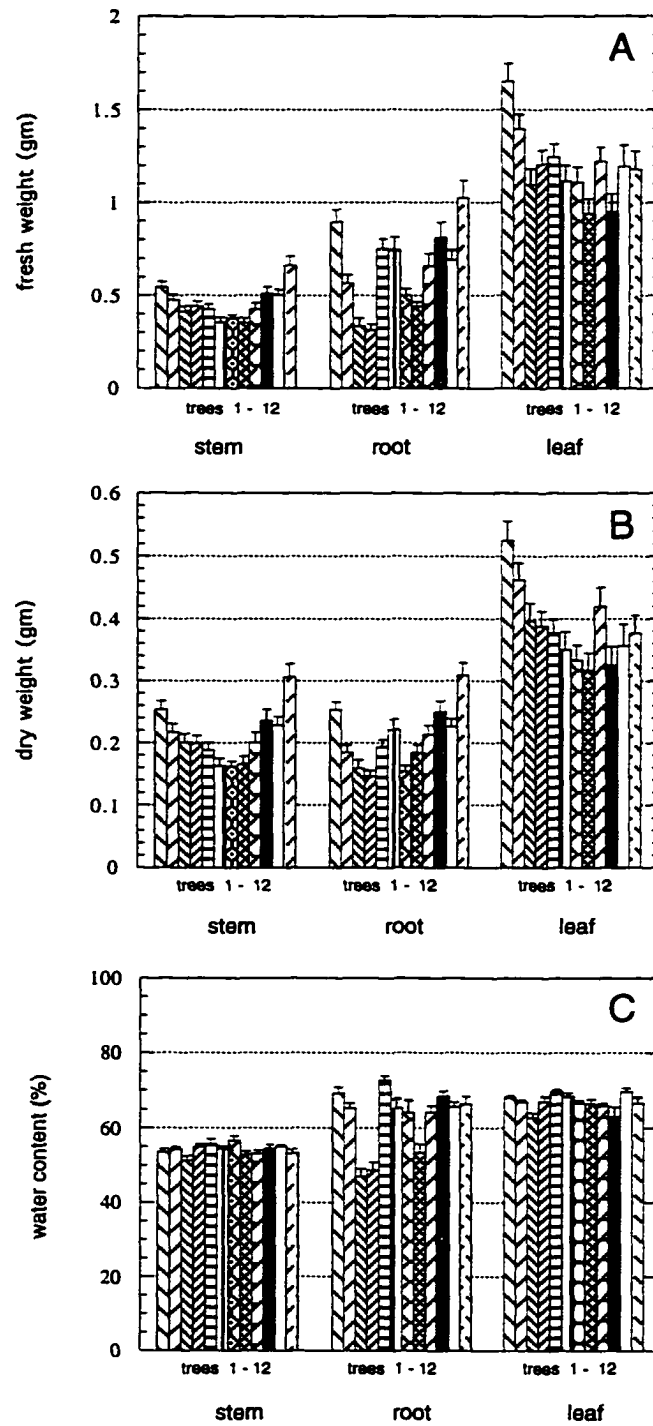 A
fresh weight (gm)
2
1.5
1
0.5
0
trees 1 - 12 trees 1 - 12 trees 1 - 12
stem root leaf
B
dry weight (gm)
0.6
0.5
0.4
0.3
0.2
0.1
0
trees 1 - 12 trees 1 - 12 trees 1 - 12
stem root leaf
C
water content (%)
100
80
60
40
20
0
trees 1 - 12 trees 1 - 12 trees 1 - 12
stem root leaf